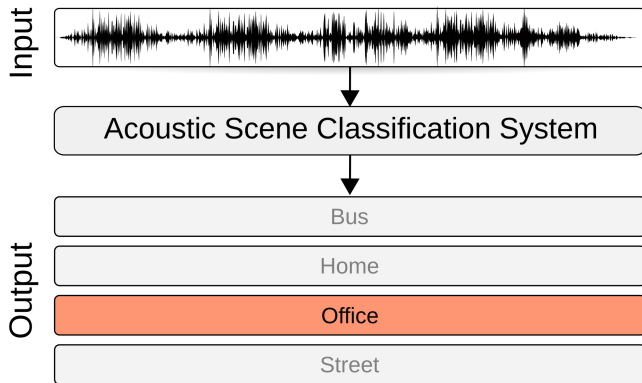 Input
Acoustic Scene Classification System
Output
Bus
Home
Office
Street